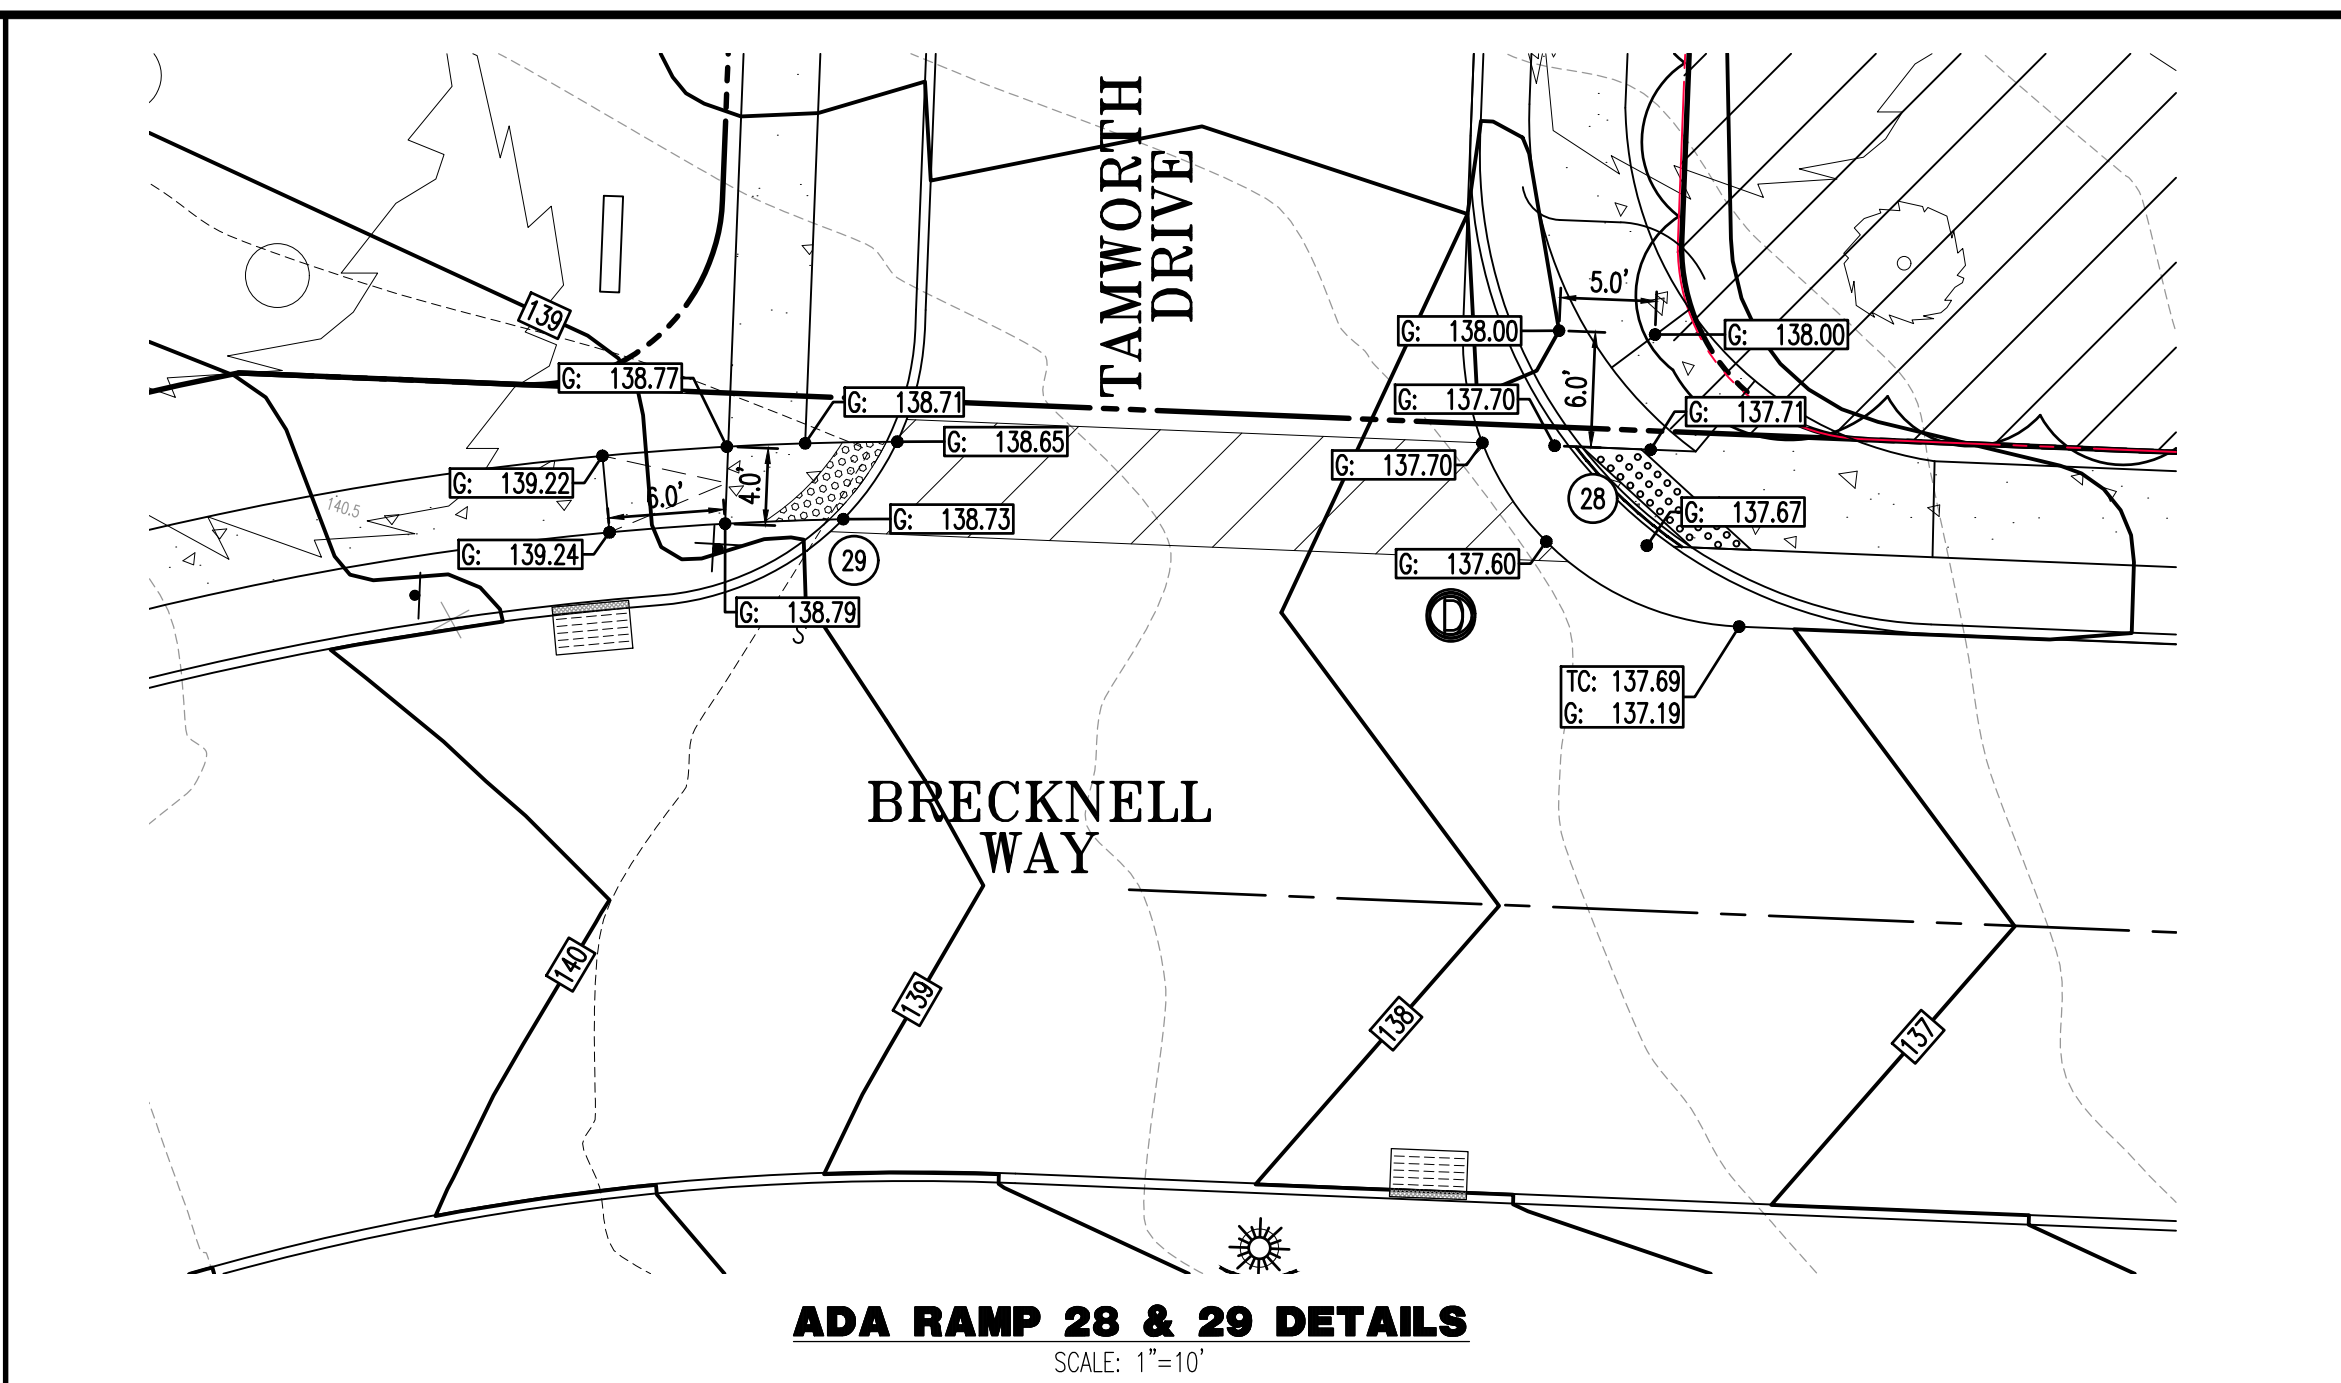 TAMWORTH
DRIVE
139
5.0'
G: 138.00
G: 138.00
G: 138.77
G: 138.71
G: 137.70
6.0'
G: 137.71
G: 138.65
G: 137.70
G: 139.22
6.0'
4.0'
140.5
28
G: 138.73
G: 137.67
G: 139.24
29
G: 137.60
G: 138.79
D
TC: 137.69
G: 137.19
BRECKNELL
WAY
140
139
138
137
ADA RAMP 28 & 29 DETAILS
SCALE: 1"=10'